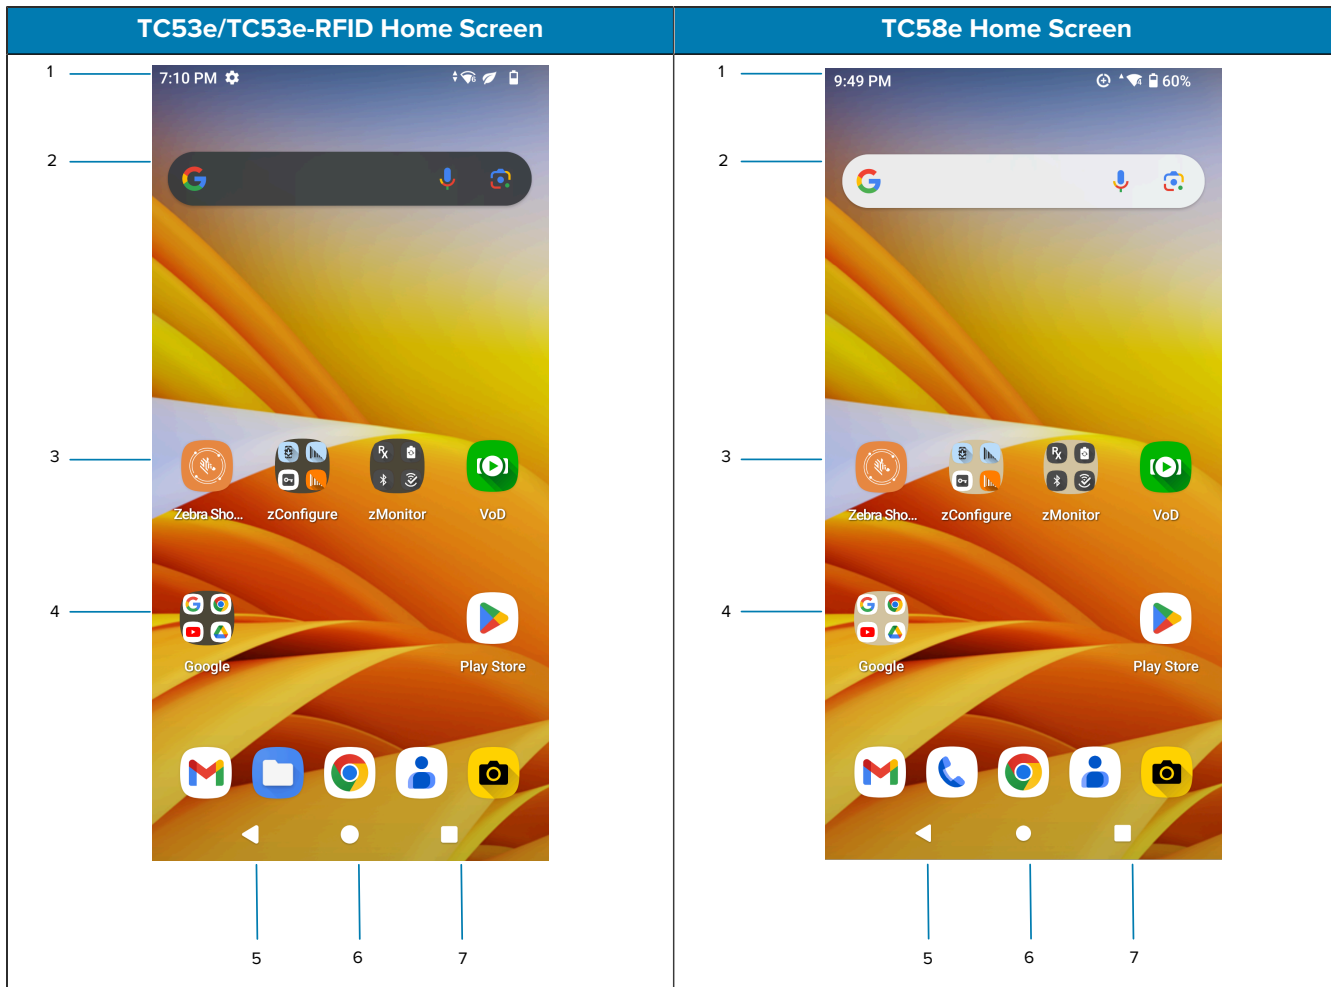 TC53e/TC53e-RFID Home Screen
TC58e Home Screen
1
7:10 PM
6
2
3
Zebra Sho... zConfigure zMonitor VoD
4
Google Play Store
5 6 7
1
9:49 PM
60%
2
3
Zebra Sho... zConfigure zMonitor VoD
4
Google Play Store
5 6 7